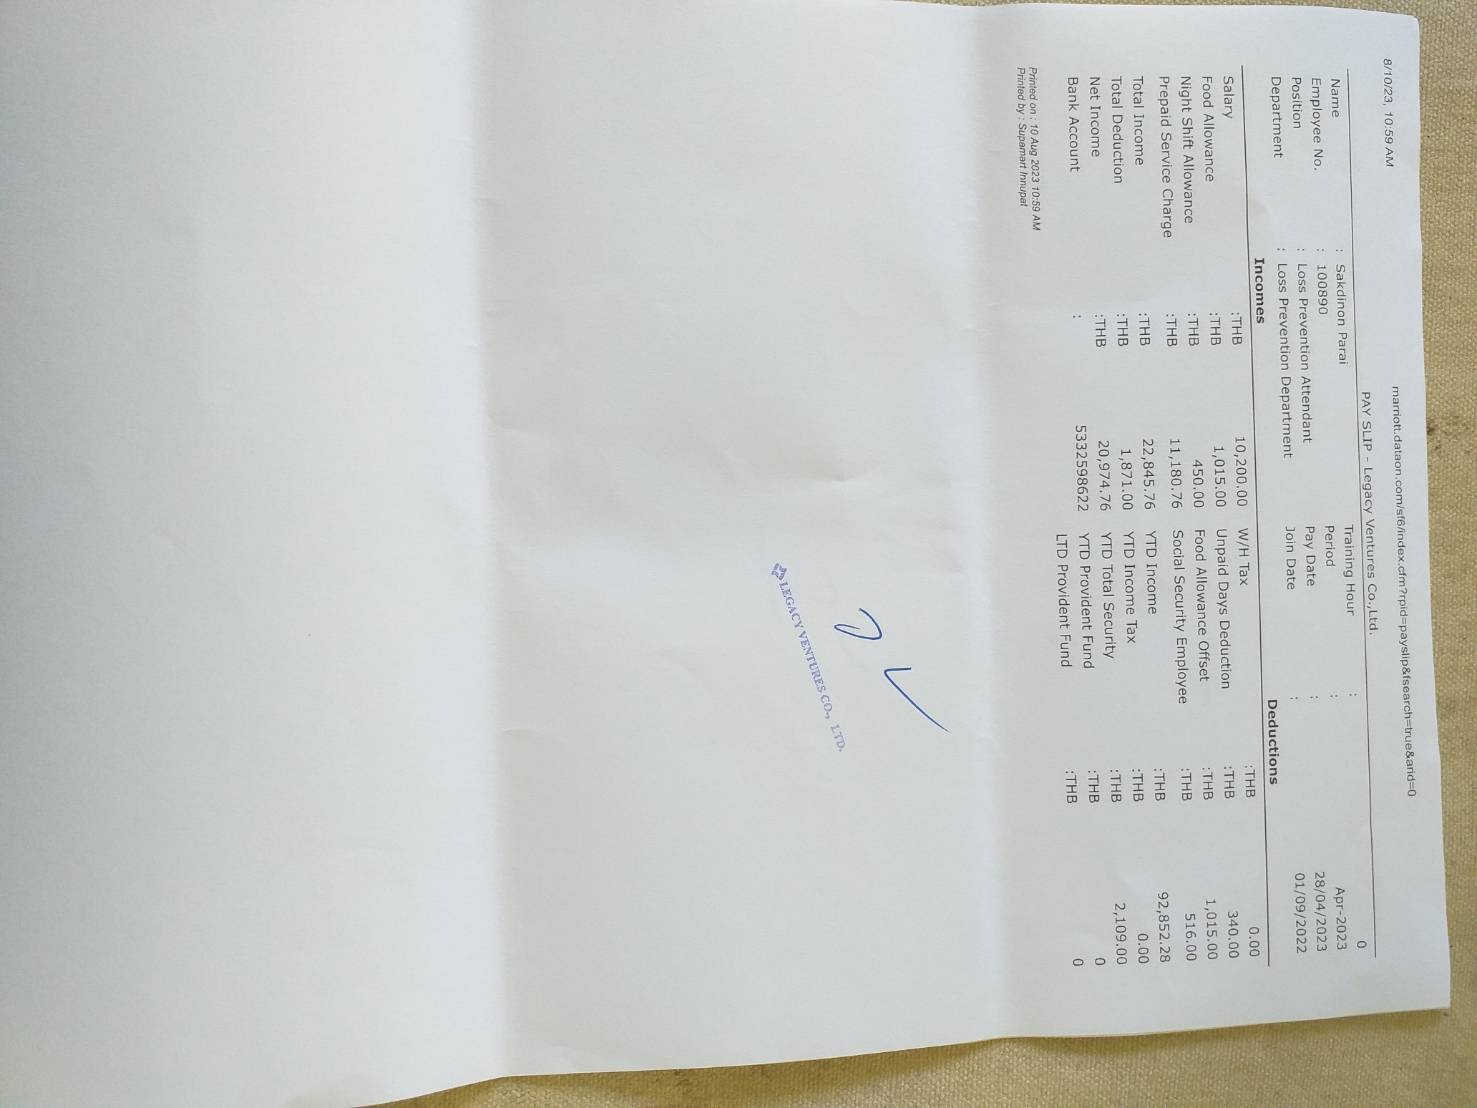 8/10/23, 10:59 AM marriott.dataon.com/sf6/index.cfm?rpid=payslip&fsearch=true&arid=0
PAY SLIP - Legacy Ventures Co.,Ltd.
Training Hour : 0
Name : Sakdinon Parai Period : Apr-2023
Employee No. : 100890 Pay Date : 28/04/2023
Position : Loss Prevention Attendant Join Date : 01/09/2022
Department : Loss Prevention Department
Incomes Deductions
Salary :THB 10,200.00 W/H Tax :THB 0.00
Food Allowance :THB 1,015.00 Unpaid Days Deduction :THB 340.00
Night Shift Allowance :THB 450.00 Food Allowance Offset :THB 1,015.00
Prepaid Service Charge :THB 11,180.76 Social Security Employee :THB 516.00
Total Income :THB 22,845.76 YTD Income :THB 92,852.28
Total Deduction :THB 1,871.00 YTD Income Tax :THB 0.00
Net Income :THB 20,974.76 YTD Total Security :THB 2,109.00
Bank Account : 5332598622 YTD Provident Fund :THB 0
LTD Provident Fund :THB 0
Printed on : 10 Aug 2023 10:59 AM
Printed by : Supamart Innupat
LEGACY VENTURES CO., LTD.